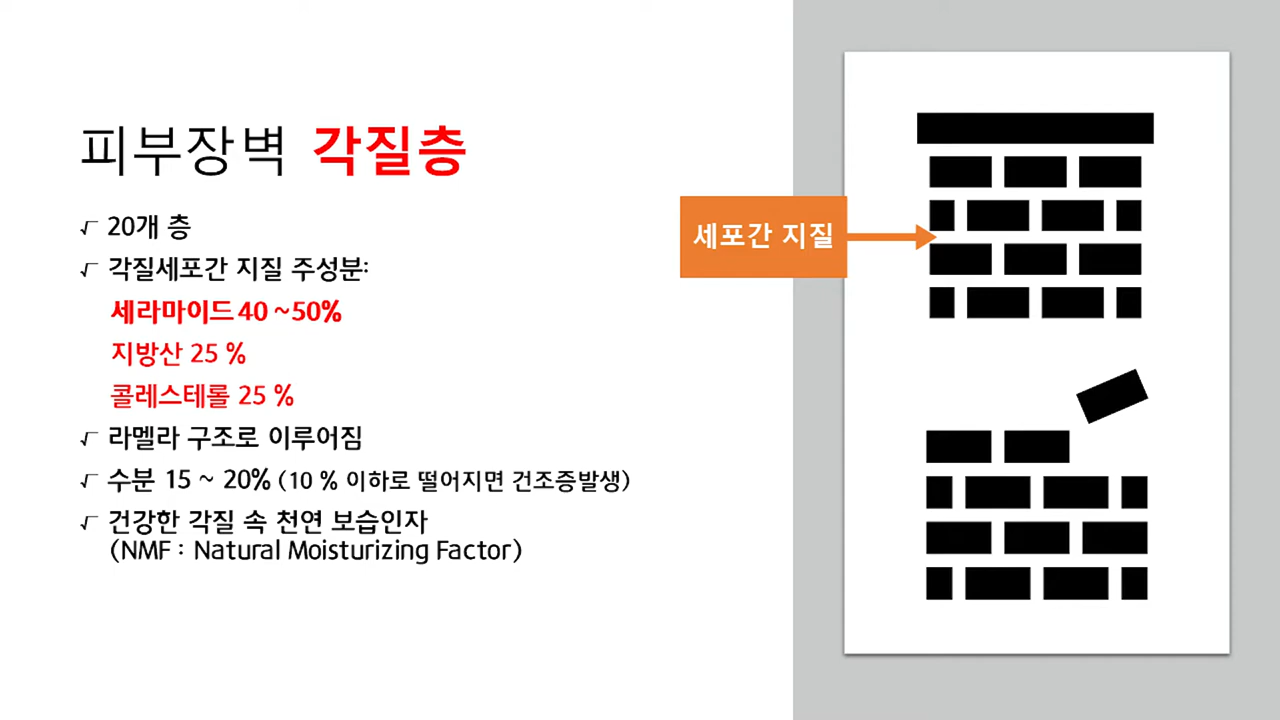 피부장벽 각질층
√ 20개 층
√ 각질세포간 지질 주성분:
세라마이드 40 ~50%
지방산 25 %
콜레스테롤 25 %
√ 라멜라 구조로 이루어짐
√ 수분 15 ~ 20% (10 % 이하로 떨어지면 건조증발생)
√ 건강한 각질 속 천연 보습인자
(NMF : Natural Moisturizing Factor)
세포간 지질